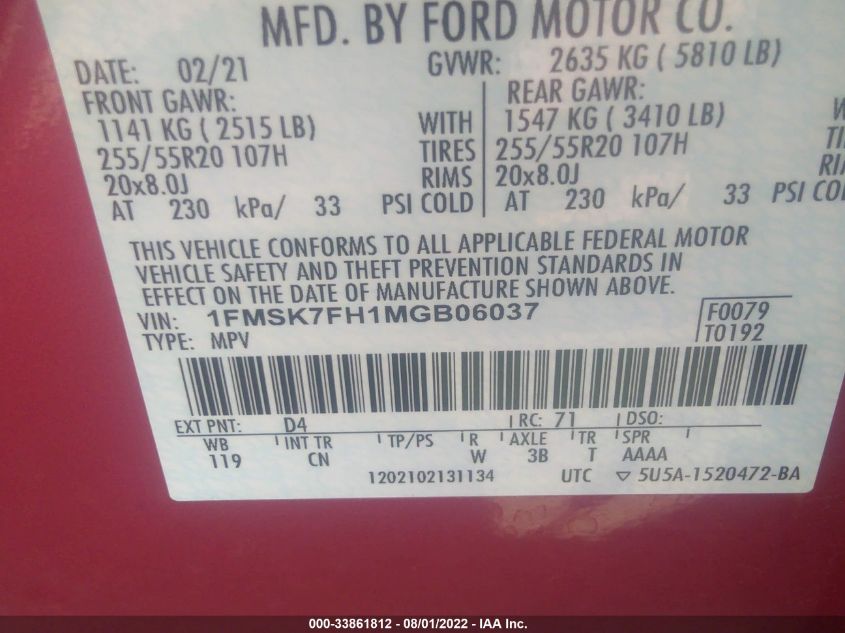 MFD. BY FORD MOTOR CO.
DATE: 02/21 GVWR: 2635 KG ( 5810 LB)
FRONT GAWR: REAR GAWR:
1141 KG ( 2515 LB) WITH 1547 KG ( 3410 LB)
255/55R20 107H TIRES 255/55R20 107H
20x8.0J RIMS 20x8.0J
AT 230 kPa/ 33 PSI COLD AT 230 kPa/ 33 PSI COLD
THIS VEHICLE CONFORMS TO ALL APPLICABLE FEDERAL MOTOR
VEHICLE SAFETY AND THEFT PREVENTION STANDARDS IN
EFFECT ON THE DATE OF MANUFACTURE SHOWN ABOVE.
VIN: 1FMSK7FH1MGB06037 F0079
TYPE: MPV T0192
EXT PNT: D4 RC: 71 DSO:
WB INT TR TP/PS R AXLE TR SPR
119 CN W 3B T AAAA
1202102131134 UTC ▽ 5U5A-1520472-BA
000-33861812 - 08/01/2022 - IAA Inc.